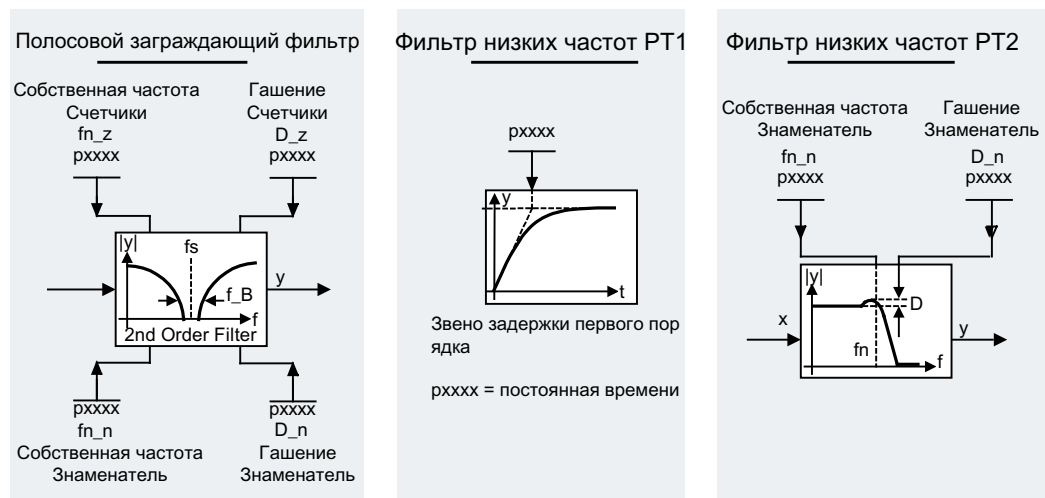 Полосовой заграждающий фильтр
Собственная частота
Счетчики
fn_z
pxxxx
Гашение
Счетчики
D_z
pxxxx
|y|
fs
f_B
f
2nd Order Filter
y
pxxxx
fn_n
Собственная частота
Знаменатель
pxxxx
D_n
Гашение
Знаменатель
Фильтр низких частот PT1
pxxxx
y
t
Звено задержки первого пор
ядка
pxxxx = постоянная времени
Фильтр низких частот PT2
Собственная частота
Знаменатель
fn_n
pxxxx
Гашение
Знаменатель
D_n
pxxxx
|y|
D
x
fn
f
y